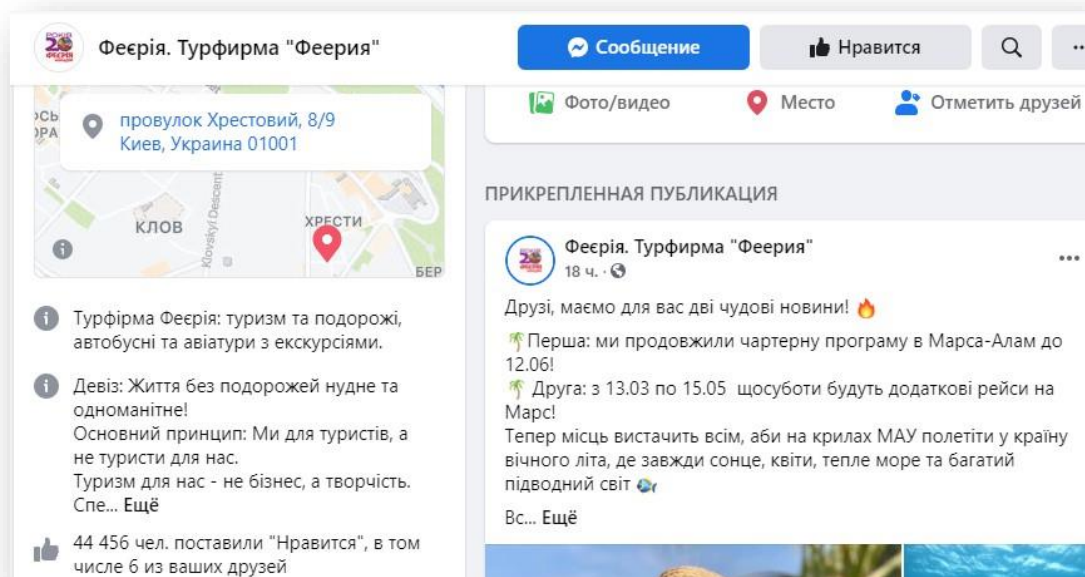 Феєрія. Турфирма "Феерия"
Сообщение
Нравится
провулок Хрестовий, 8/9
Киев, Украина 01001
КЛОВ
Klovskyi Descent
ХРЕСТИ
БЕР
Турфірма Феєрія: туризм та подорожі,
автобусні та авіатури з екскурсіями.
Девіз: Життя без подорожей нудне та
одноманітне!
Основний принцип: Ми для туристів, а
не туристи для нас.
Туризм для нас - не бізнес, а творчість.
Спе... Ещё
44 456 чел. поставили "Нравится", в том
числе 6 из ваших друзей
Фото/видео
Место
Отметить друзей
ПРИКРЕПЛЕННАЯ ПУБЛИКАЦИЯ
Феєрія. Турфирма "Феерия"
18 ч. ·
Друзі, маємо для вас дві чудові новини! 🔥
🌴Перша: ми продовжили чартерну програму в Марса-Алам до
12.06!
🌴 Друга: з 13.03 по 15.05 щосуботи будуть додаткові рейси на
Марс!
Тепер місць вистачить всім, аби на крилах МАУ полетіти у країну
вічного літа, де завжди сонце, квіти, тепле море та багатий
підводний світ 🐠
Вс... Ещё